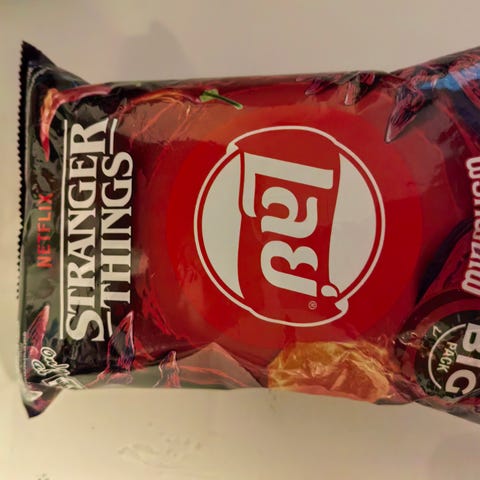 NETFLIX
STRANGER
THINGS
เลย์
®
BIG
PACK